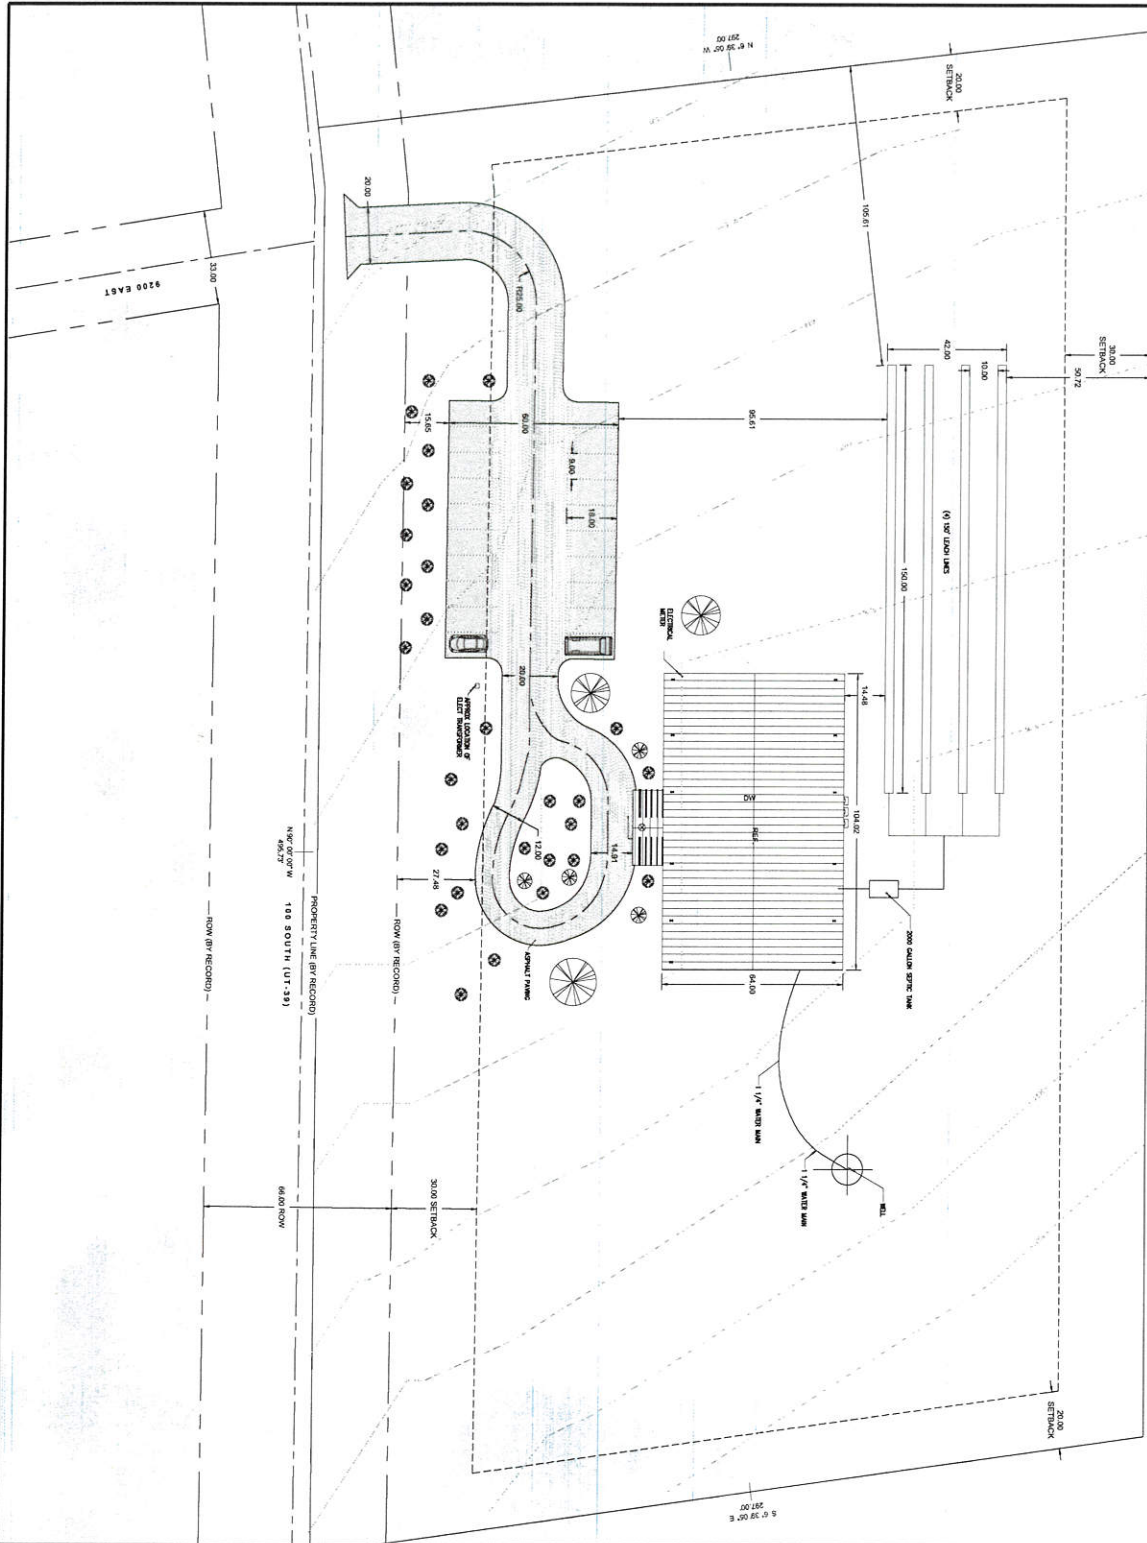 N 6° 39' 05" W
297.00'
20.00
SETBACK
105.61
30.00
SETBACK
50.72
42.00
10.00
(4) 150' LEACH LINES
150.00
95.61
20.00
R25.00
33.00
9200 EAST
15.65
60.00
9.00
18.00
ELECTRICAL
METER
14.48
20.00
APPROX LOCATION OF
ELECT TRANSFORMER
DW
REF.
104.02
12.00
14.91
27.48
2000 GALLON SEPTIC TANK
ASPHALT PAVING
64.00
N 90° 00' 00" W
495.73'
100 SOUTH (UT-39)
PROPERTY LINE (BY RECORD)
ROW (BY RECORD)
ROW (BY RECORD)
1 1/4" WATER MAIN
1 1/4" WATER MAIN
WELL
66.00 ROW
30.00 SETBACK
20.00
SETBACK
S 6° 39' 05" E
297.00'